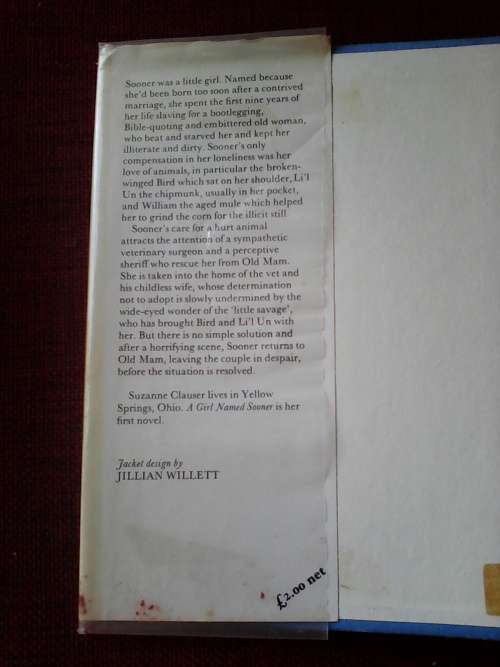 Sooner was a little girl. Named because
she'd been born too soon after a contrived
marriage, she spent the first nine years of
her life slaving for a bootlegging,
Bible-quoting and embittered old woman,
who beat and starved her and kept her
illiterate and dirty. Sooner's only
compensation in her loneliness was her
love of animals, in particular the broken-
winged Bird which sat on her shoulder, Li'l
Un the chipmunk, usually in her pocket,
and William the aged mule which helped
her to grind the corn for the illicit still
Sooner's care for a hurt animal
attracts the attention of a sympathetic
veterinary surgeon and a perceptive
sheriff who rescue her from Old Mam.
She is taken into the home of the vet and
his childless wife, whose determination
not to adopt is slowly undermined by the
wide-eyed wonder of the 'little savage',
who has brought Bird and Li'l Un with
her. But there is no simple solution and
after a horrifying scene, Sooner returns to
Old Mam, leaving the couple in despair,
before the situation is resolved.
Suzanne Clauser lives in Yellow
Springs, Ohio. A Girl Named Sooner is her
first novel.
Jacket design by
JILLIAN WILLETT
£2.00 net